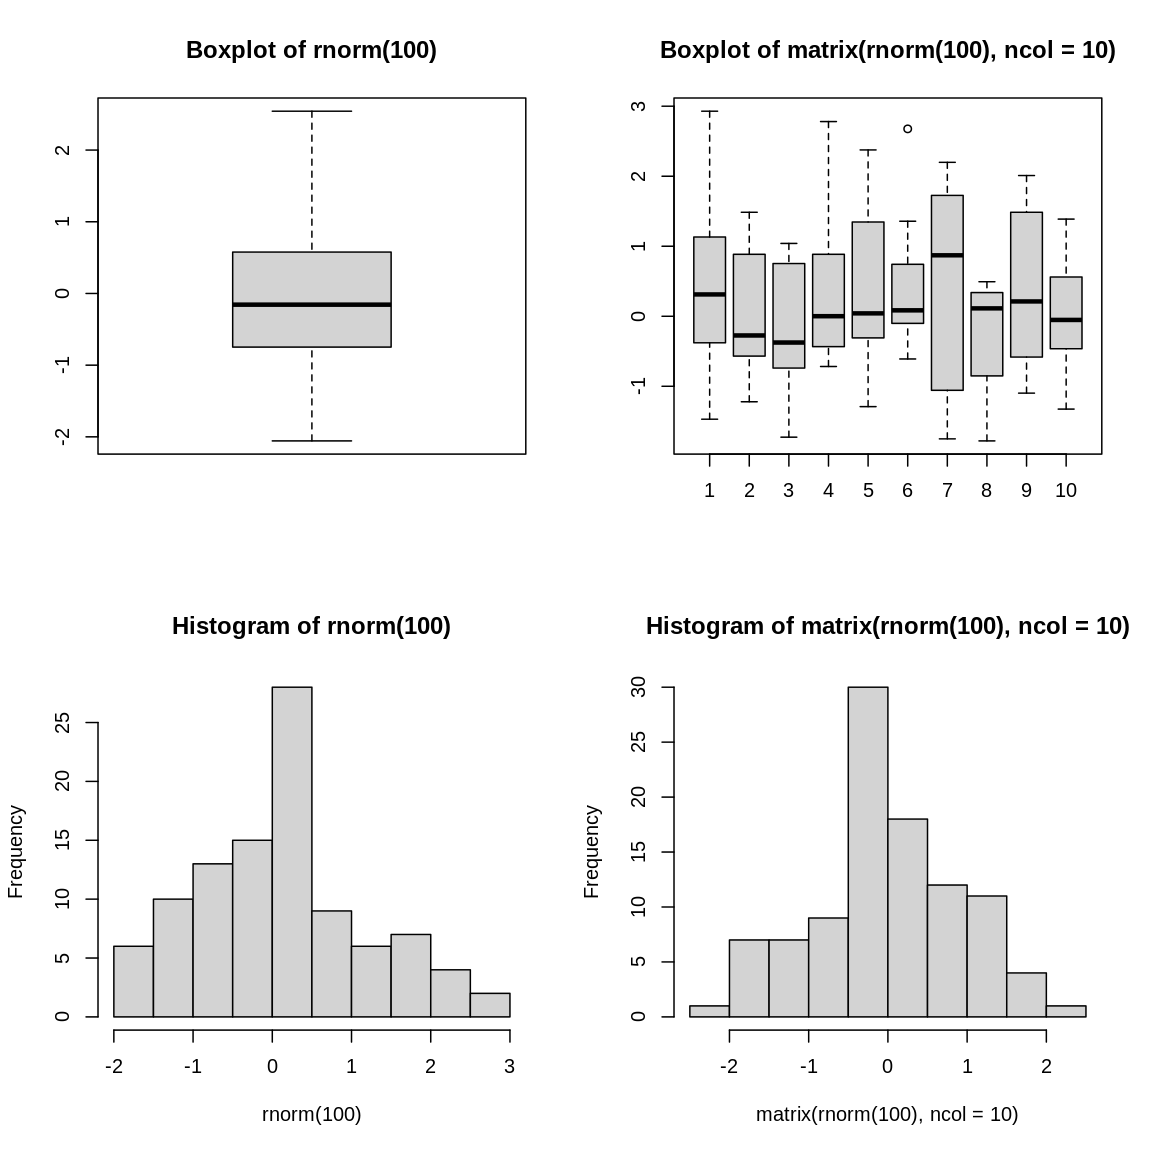 Boxplot of rnorm(100)
2
1
0
-1
-2
Boxplot of matrix(rnorm(100), ncol = 10)
3
2
1
0
-1
1 2 3 4 5 6 7 8 9 10
Histogram of rnorm(100)
Frequency
25
20
15
10
5
0
-2 -1 0 1 2 3
rnorm(100)
Histogram of matrix(rnorm(100), ncol = 10)
Frequency
30
25
20
15
10
5
0
-2 -1 0 1 2
matrix(rnorm(100), ncol = 10)